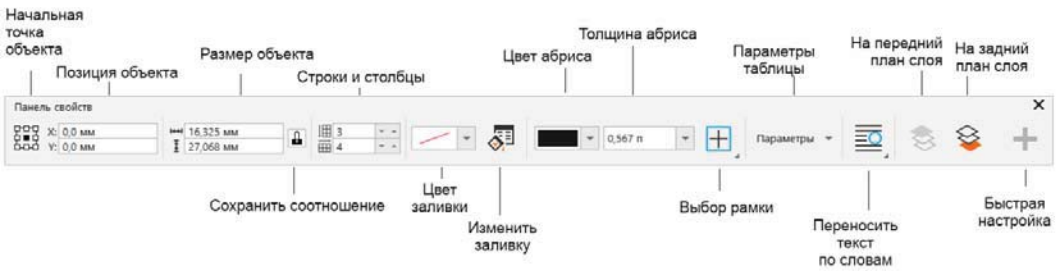 Начальная
точка
объекта
Позиция объекта
Размер объекта
Строки и столбцы
Цвет абриса
Толщина абриса
Параметры
таблицы
На передний
план слоя
На задний
план слоя
Панель свойств
X: 0,0 мм
Y: 0,0 мм
16,325 мм
27,068 мм
3
4
0,567 п
Параметры
Сохранить соотношение
Цвет
заливки
Изменить
заливку
Выбор рамки
Переносить
текст
по словам
Быстрая
настройка